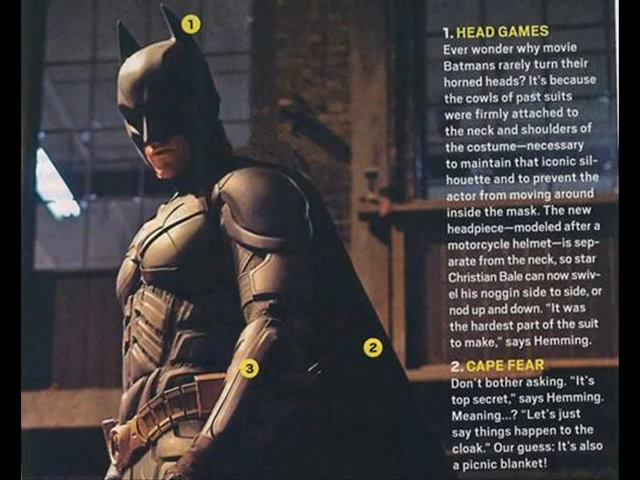 1
2
3
1. HEAD GAMES
Ever wonder why movie
Batmans rarely turn their
horned heads? It's because
the cowls of past suits
were firmly attached to
the neck and shoulders of
the costume—necessary
to maintain that iconic sil-
houette and to prevent the
actor from moving around
inside the mask. The new
headpiece—modeled after a
motorcycle helmet—is sep-
arate from the neck, so star
Christian Bale can now swiv-
el his noggin side to side, or
nod up and down. "It was
the hardest part of the suit
to make," says Hemming.
2. CAPE FEAR
Don't bother asking. "It's
top secret," says Hemming.
Meaning...? "Let's just
say things happen to the
cloak." Our guess: It's also
a picnic blanket!